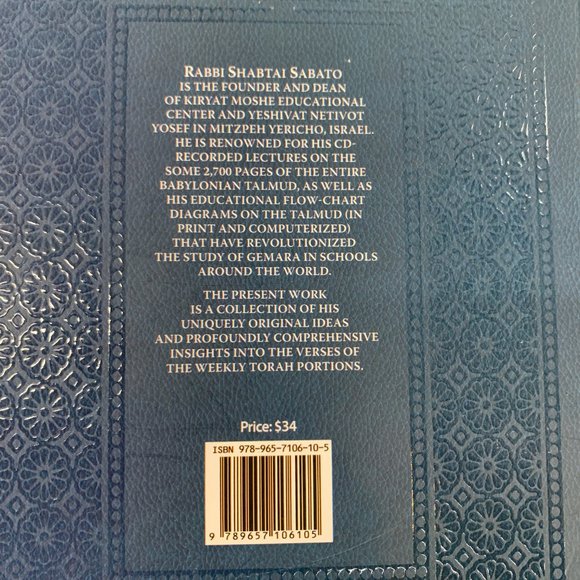 RABBI SHABTAI SABATO
IS THE FOUNDER AND DEAN
OF KIRYAT MOSHE EDUCATIONAL
CENTER AND YESHIVAT NETIVOT
YOSEF IN MITZPEH YERICHO, ISRAEL.
HE IS RENOWNED FOR HIS CD-
RECORDED LECTURES ON THE
SOME 2,700 PAGES OF THE ENTIRE
BABYLONIAN TALMUD, AS WELL AS
HIS EDUCATIONAL FLOW-CHART
DIAGRAMS ON THE TALMUD (IN
PRINT AND COMPUTERIZED)
THAT HAVE REVOLUTIONIZED
THE STUDY OF GEMARA IN SCHOOLS
AROUND THE WORLD.
THE PRESENT WORK
IS A COLLECTION OF HIS
UNIQUELY ORIGINAL IDEAS
AND PROFOUNDLY COMPREHENSIVE
INSIGHTS INTO THE VERSES OF
THE WEEKLY TORAH PORTIONS.
Price: $34
ISBN 978-965-7106-10-5
9 789657 106105